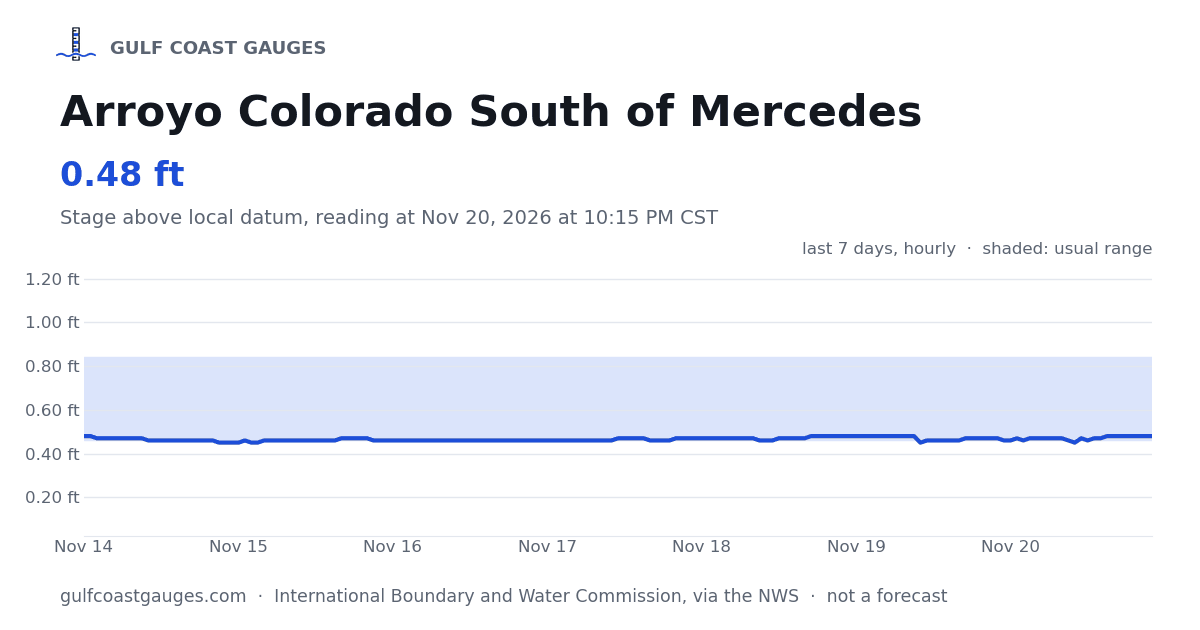 GULF COAST GAUGES
Arroyo Colorado South of Mercedes
0.48 ft
Stage above local datum, reading at Nov 20, 2026 at 10:15 PM CST
last 7 days, hourly · shaded: usual range
1.20 ft
1.00 ft
0.80 ft
0.60 ft
0.40 ft
0.20 ft
Nov 14 Nov 15 Nov 16 Nov 17 Nov 18 Nov 19 Nov 20
gulfcoastgauges.com · International Boundary and Water Commission, via the NWS · not a forecast